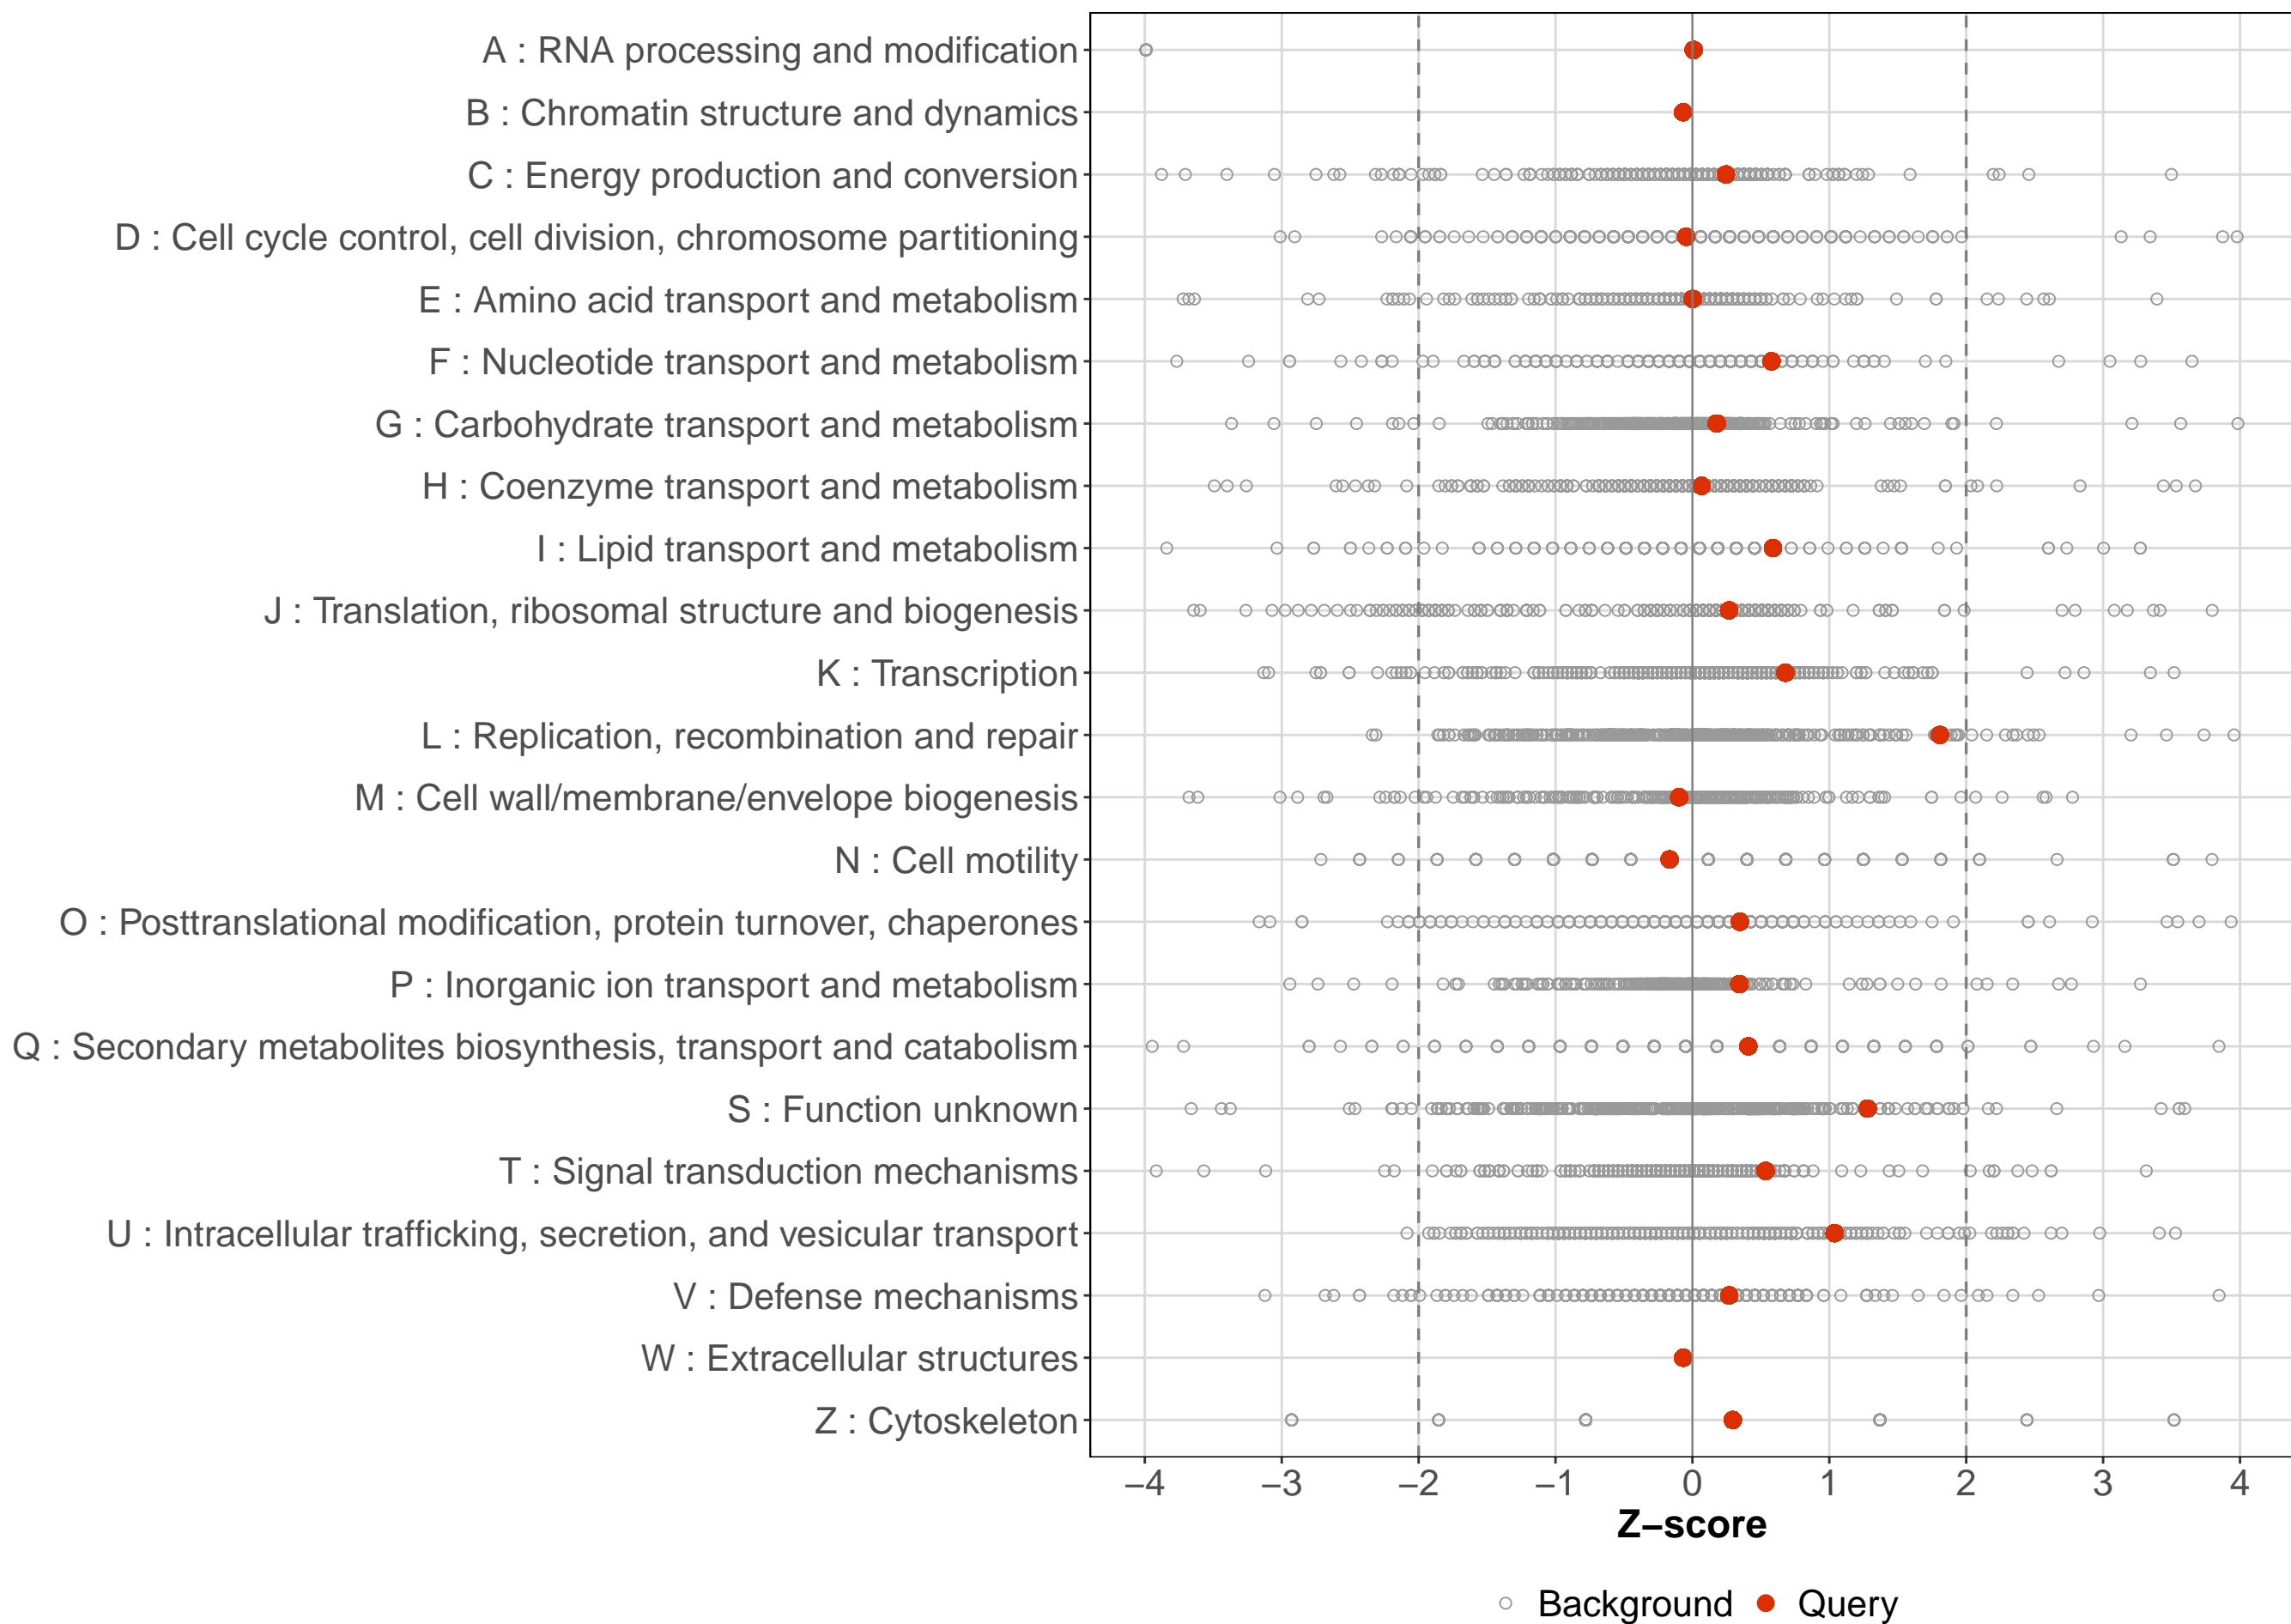 A : RNA processing and modification
B : Chromatin structure and dynamics
C : Energy production and conversion
D : Cell cycle control, cell division, chromosome partitioning
E : Amino acid transport and metabolism
F : Nucleotide transport and metabolism
G : Carbohydrate transport and metabolism
H : Coenzyme transport and metabolism
I : Lipid transport and metabolism
J : Translation, ribosomal structure and biogenesis
K : Transcription
L : Replication, recombination and repair
M : Cell wall/membrane/envelope biogenesis
N : Cell motility
O : Posttranslational modification, protein turnover, chaperones
P : Inorganic ion transport and metabolism
Q : Secondary metabolites biosynthesis, transport and catabolism
S : Function unknown
T : Signal transduction mechanisms
U : Intracellular trafficking, secretion, and vesicular transport
V : Defense mechanisms
W : Extracellular structures
Z : Cytoskeleton
−4 −3 −2 −1 0 1 2 3 4
Z−score
Background Query